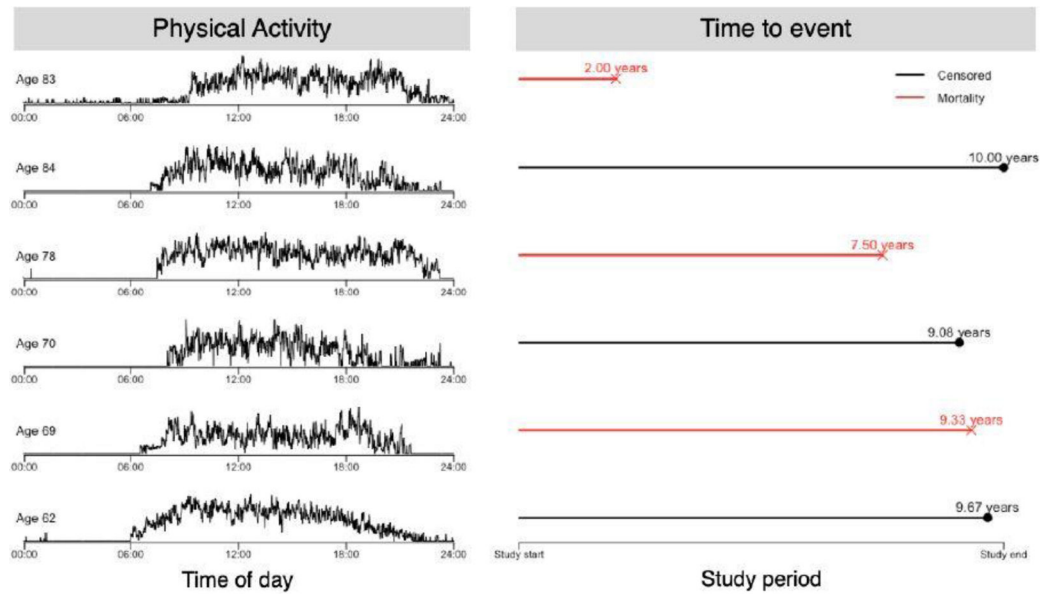 Physical Activity
Time to event
Age 83
00:00 06:00 12:00 18:00 24:00
2.00 years
Censored
Mortality
Age 84
00:00 06:00 12:00 18:00 24:00
10.00 years
Age 78
00:00 06:00 12:00 18:00 24:00
7.50 years
Age 70
00:00 06:00 12:00 18:00 24:00
9.08 years
Age 69
00:00 06:00 12:00 18:00 24:00
9.33 years
Age 62
00:00 06:00 12:00 18:00 24:00
9.67 years
Study start Study end
Time of day
Study period